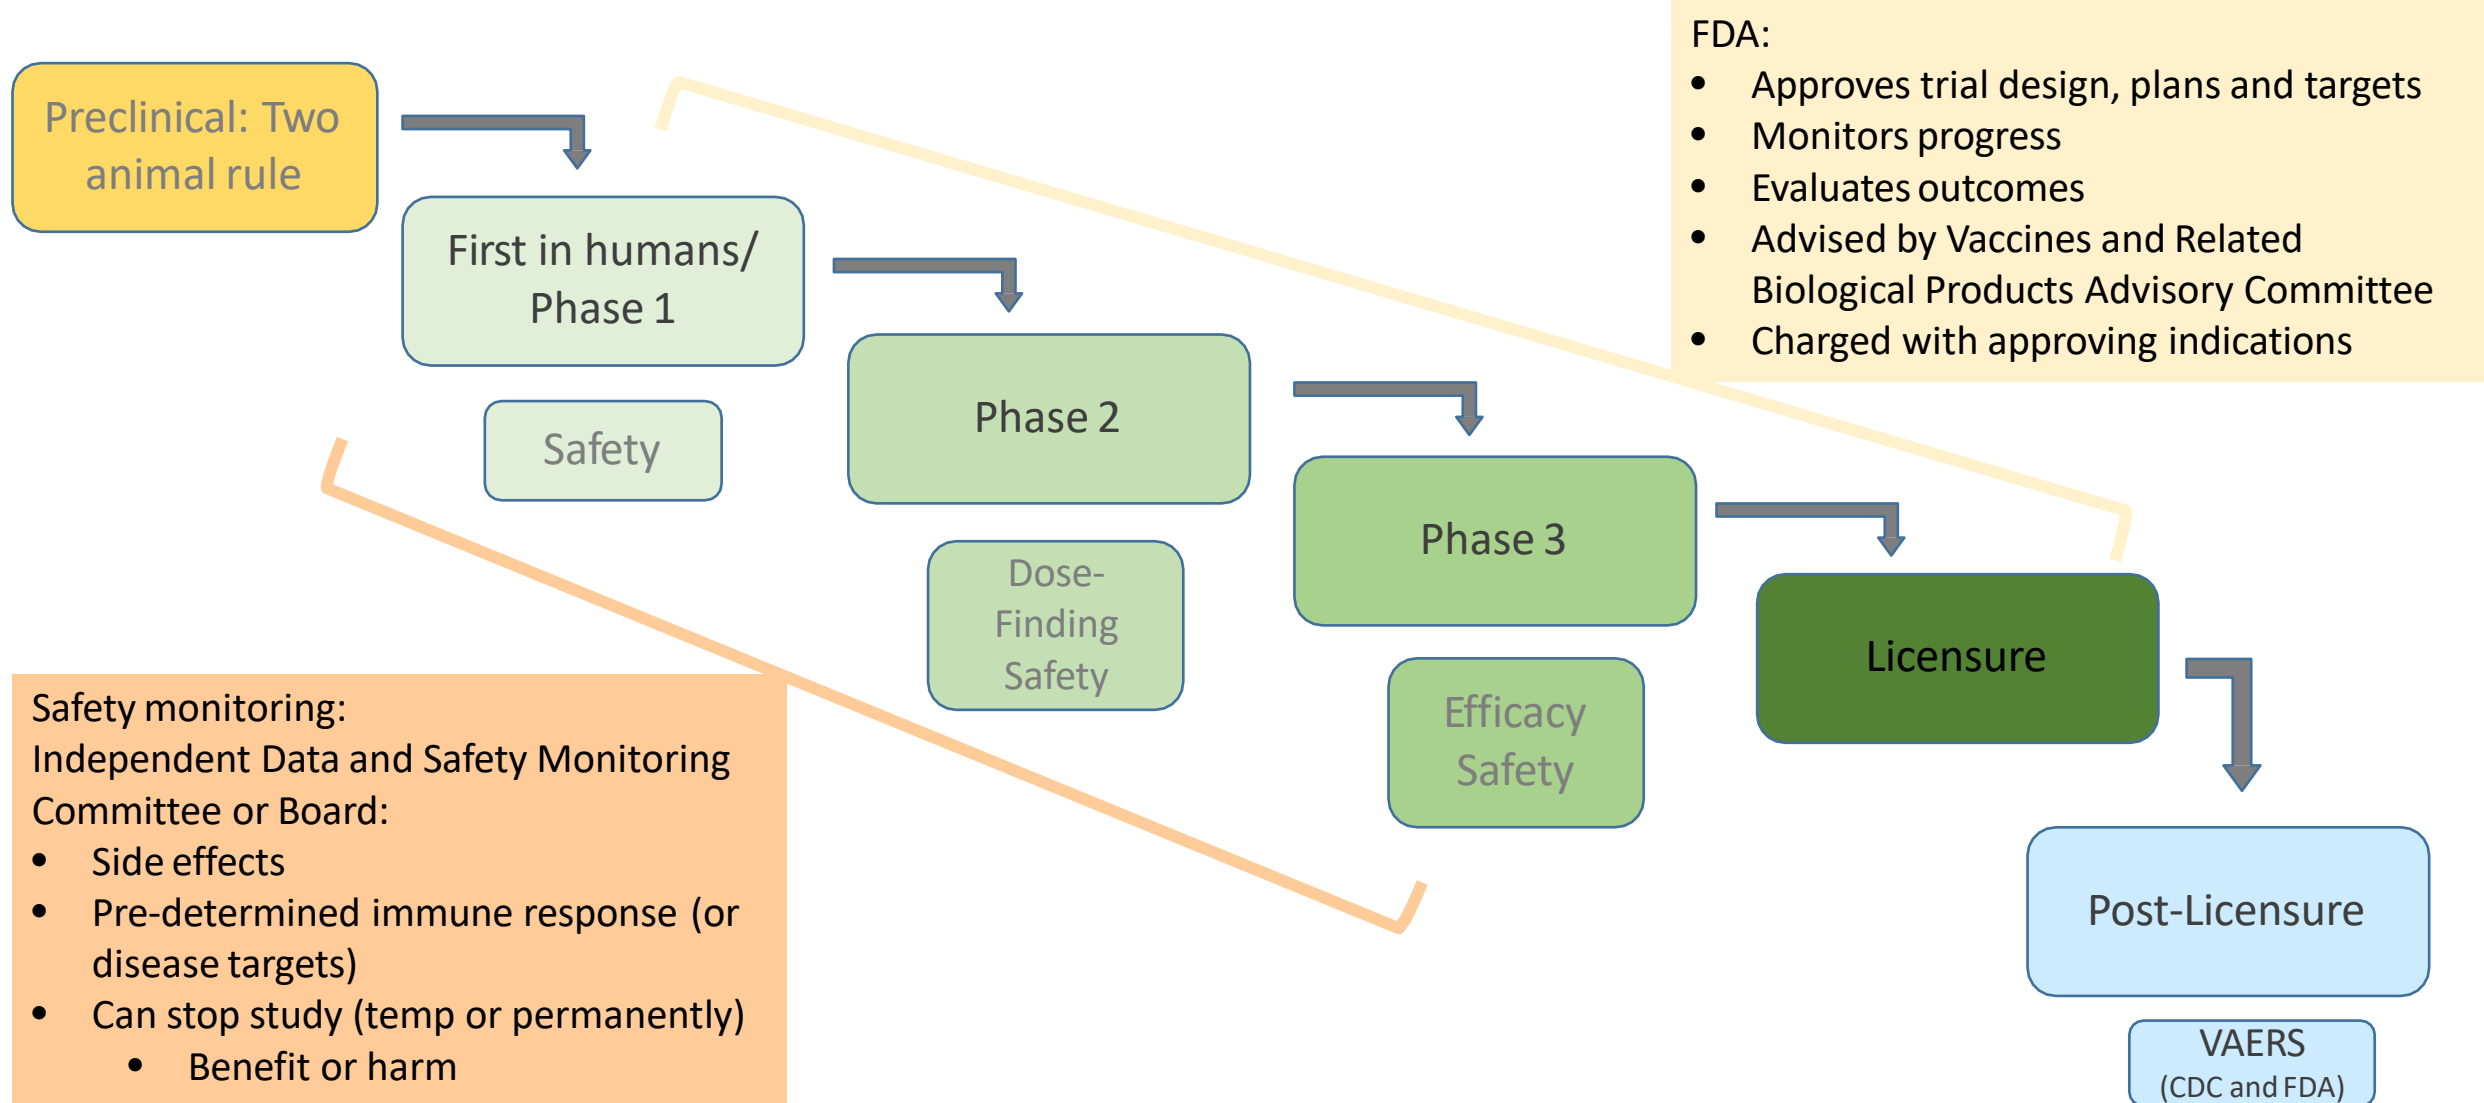 Preclinical: Two
animal rule
First in humans/
Phase 1
Safety
Phase 2
Dose-
Finding
Safety
Phase 3
Efficacy
Safety
Licensure
Post-Licensure
VAERS
(CDC and FDA)
FDA:
• Approves trial design, plans and targets
• Monitors progress
• Evaluates outcomes
• Advised by Vaccines and Related
Biological Products Advisory Committee
• Charged with approving indications
Safety monitoring:
Independent Data and Safety Monitoring
Committee or Board:
• Side effects
• Pre-determined immune response (or
disease targets)
• Can stop study (temp or permanently)
• Benefit or harm